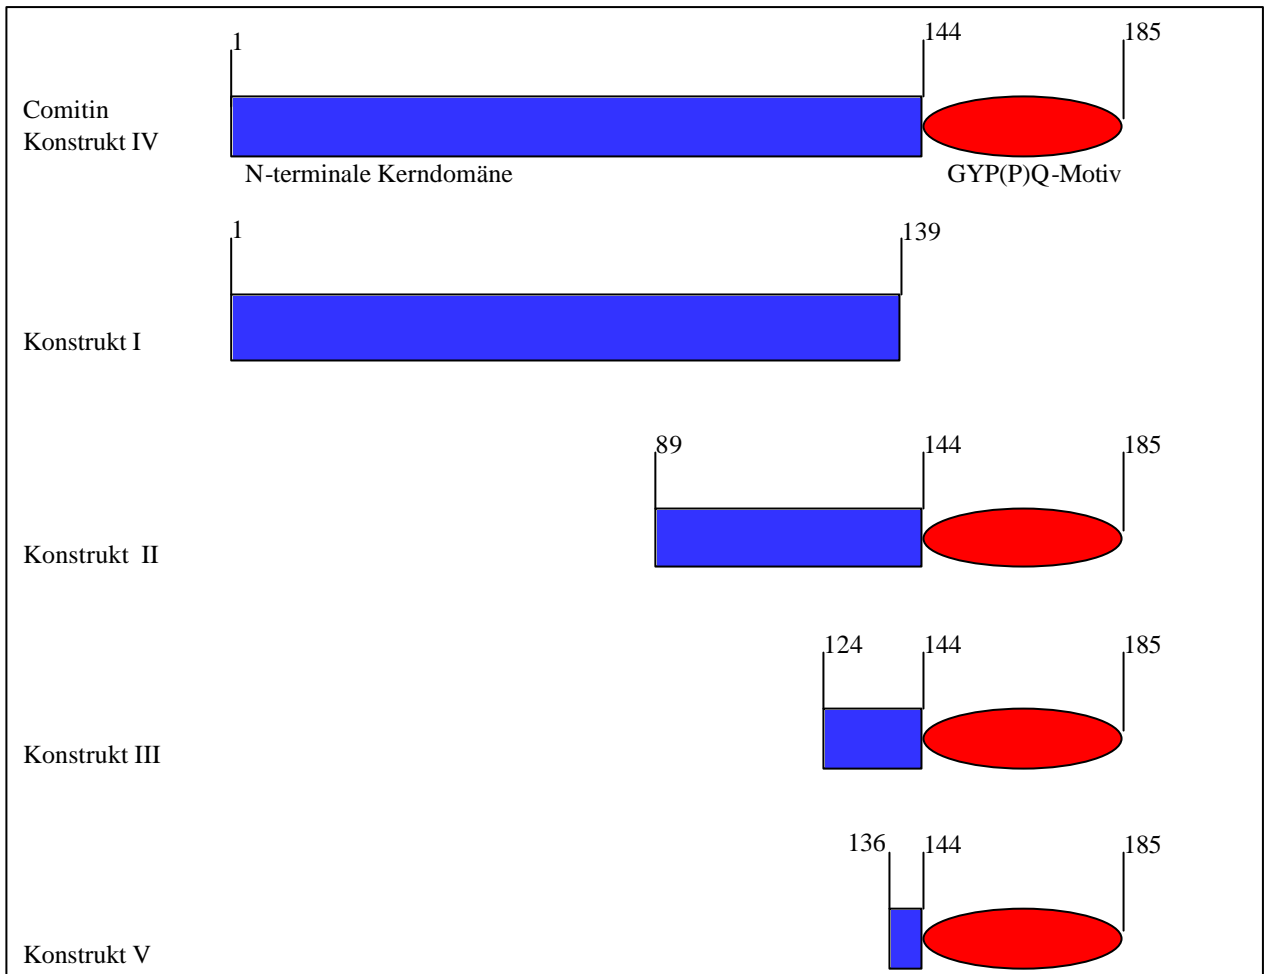 1 144 185
Comitin
Konstrukt IV
N-terminale Kerndomäne GYP(P)Q-Motiv
1 139
Konstrukt I
89 144 185
Konstrukt II
124 144 185
Konstrukt III
136 144 185
Konstrukt V